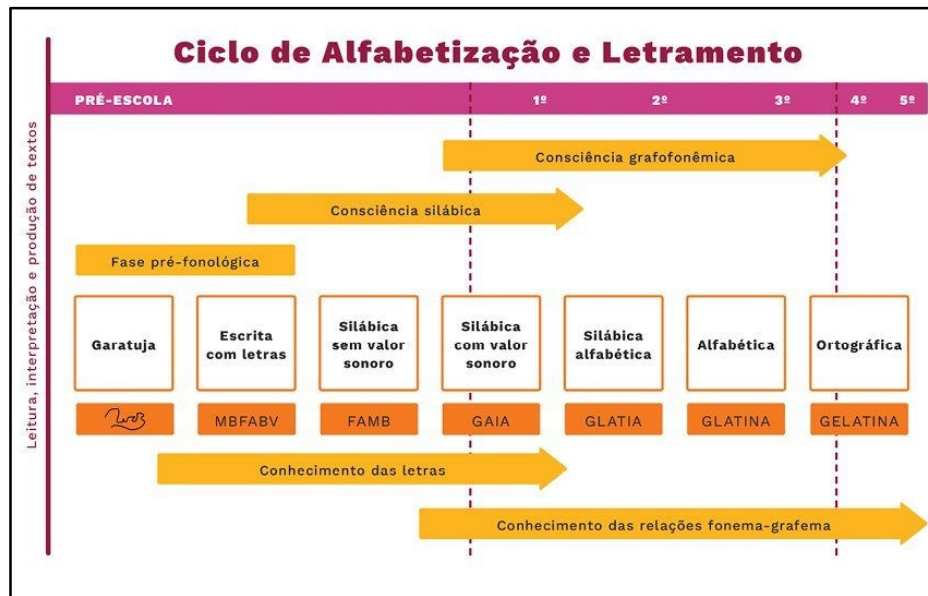 Ciclo de Alfabetização e Letramento
PRÉ-ESCOLA 1º 2º 3º 4º 5º
Leitura, interpretação e produção de textos
Consciência grafofonêmica
Consciência silábica
Fase pré-fonológica
Garatuja
Escrita
com letras
Silábica
sem valor
sonoro
Silábica
com valor
sonoro
Silábica
alfabética
Alfabética
Ortográfica
MBFABV
FAMB
GAIA
GLATIA
GLATINA
GELATINA
Conhecimento das letras
Conhecimento das relações fonema-grafema